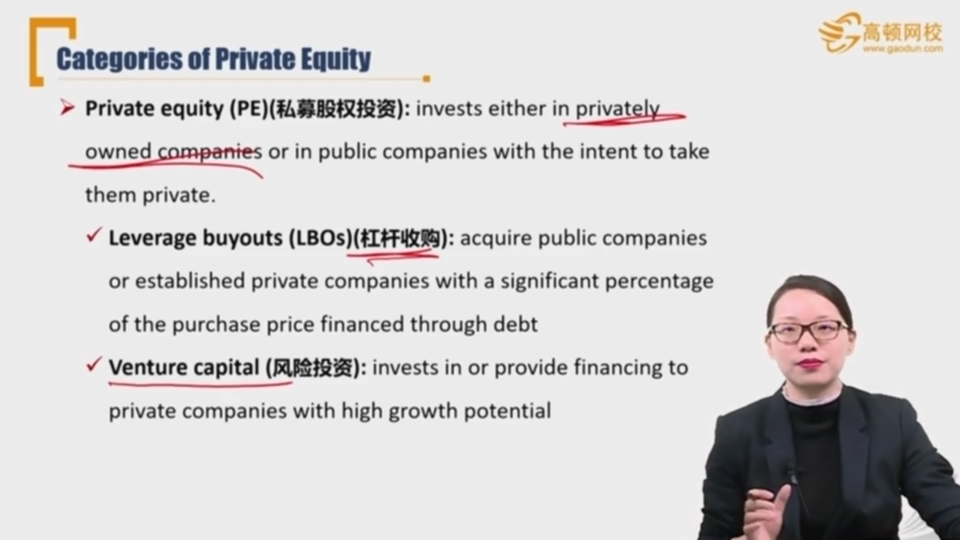 高顿网校
www.gaodun.com
Categories of Private Equity
Private equity (PE)(私募股权投资): invests either in privately
owned companies or in public companies with the intent to take
them private.
Leverage buyouts (LBOs)(杠杆收购): acquire public companies
or established private companies with a significant percentage
of the purchase price financed through debt
Venture capital (风险投资): invests in or provide financing to
private companies with high growth potential